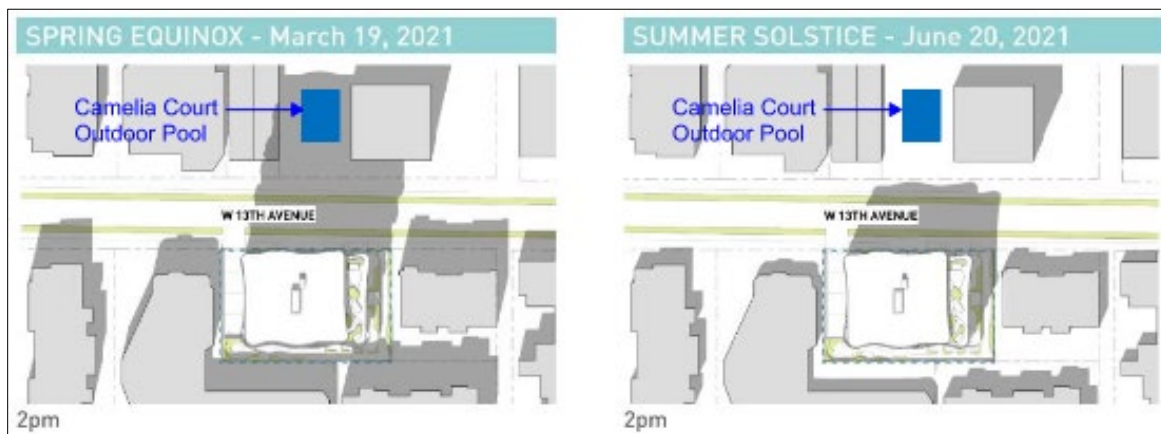 SPRING EQUINOX - March 19, 2021
Camelia Court
Outdoor Pool
W 13TH AVENUE
2pm
SUMMER SOLSTICE - June 20, 2021
Camelia Court
Outdoor Pool
W 13TH AVENUE
2pm